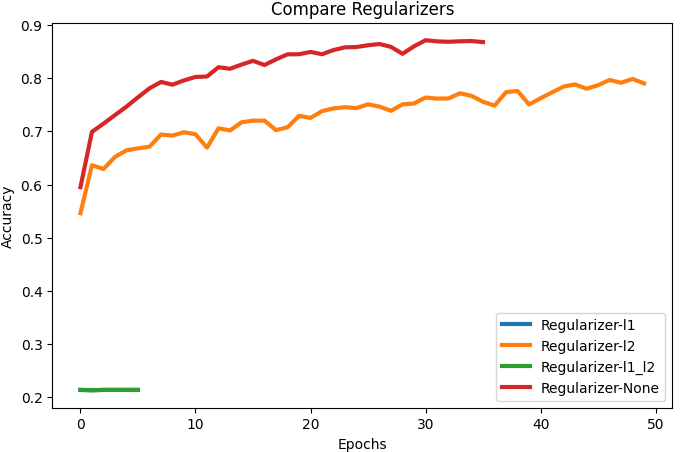 Compare Regularizers
0.9
0.8
0.7
0.6
0.5
0.4
0.3
0.2
Accuracy
Regularizer-l1
Regularizer-l2
Regularizer-l1_l2
Regularizer-None
0 10 20 30 40 50
Epochs